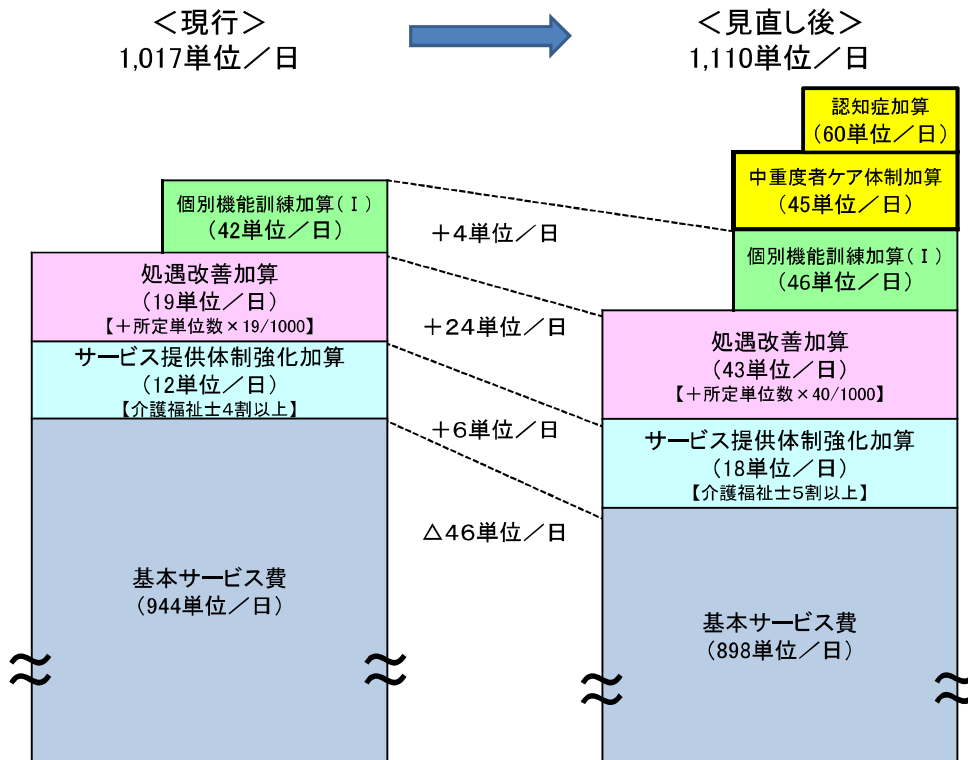 ＜現行＞
1,017単位／日
＜見直し後＞
1,110単位／日
個別機能訓練加算(Ⅰ)
(42単位／日)
処遇改善加算
(19単位／日)
【＋所定単位数×19/1000】
サービス提供体制強化加算
(12単位／日)
【介護福祉士4割以上】
基本サービス費
(944単位／日)
＋4単位／日
＋24単位／日
＋6単位／日
△46単位／日
認知症加算
(60単位／日)
中重度者ケア体制加算
(45単位／日)
個別機能訓練加算(Ⅰ)
(46単位／日)
処遇改善加算
(43単位／日)
【＋所定単位数×40/1000】
サービス提供体制強化加算
(18単位／日)
【介護福祉士5割以上】
基本サービス費
(898単位／日)